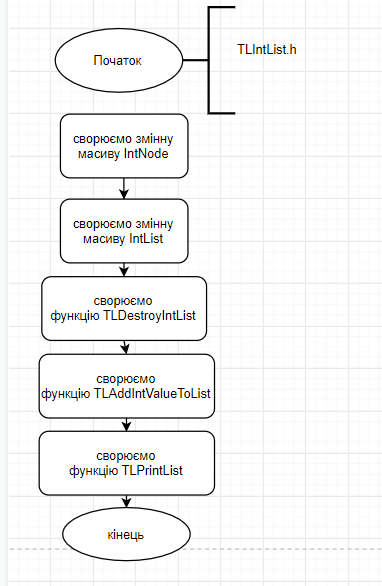 Початок
TLIntList.h
сворюємо змінну
масиву IntNode
сворюємо змінну
масиву IntList
сворюємо
функцію TLDestroyIntList
сворюємо
функцію TLAddIntValueToList
сворюємо
функцію TLPrintList
кінець